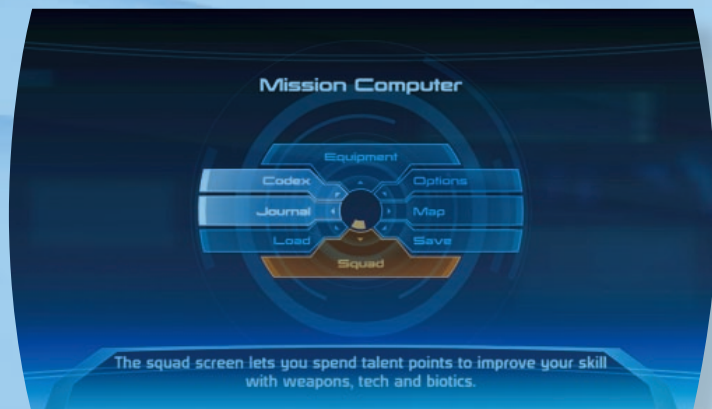 Mission Computer
Equipment
Codex
Options
Journal
Map
Load
Save
Squad
The squad screen lets you spend talent points to improve your skill
with weapons, tech and biotics.